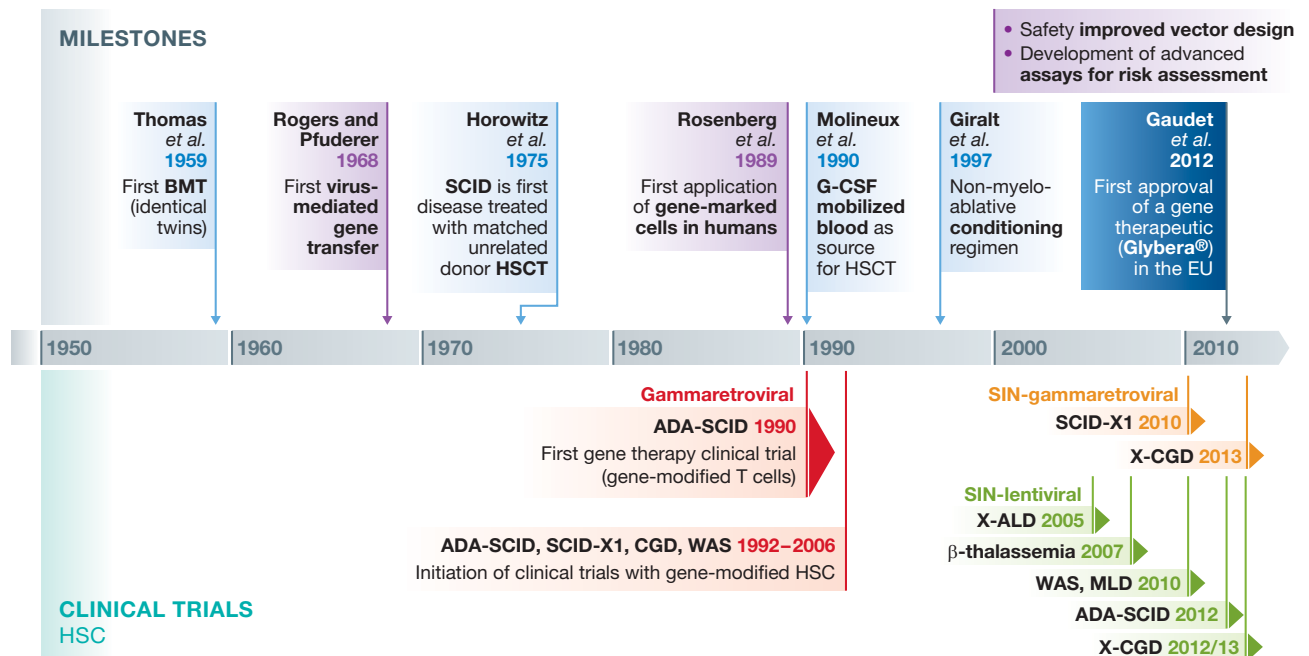 MILESTONES
• Safety improved vector design
• Development of advanced
assays for risk assessment
Thomas
et al.
1959
First BMT
(identical
twins)
Rogers and
Pfuderer
1968
First virus-
mediated
gene
transfer
Horowitz
et al.
1975
SCID is first
disease treated
with matched
unrelated
donor HSCT
Rosenberg
et al.
1989
First application
of gene-marked
cells in humans
Molineux
et al.
1990
G-CSF
mobilized
blood as
source
for HSCT
Giralt
et al.
1997
Non-myelo-
ablative
conditioning
regimen
Gaudet
et al.
2012
First approval
of a gene
therapeutic
(Glybera®)
in the EU
1950
1960
1970
1980
1990
2000
2010
Gammaretroviral
ADA-SCID 1990
First gene therapy clinical trial
(gene-modified T cells)
ADA-SCID, SCID-X1, CGD, WAS 1992–2006
Initiation of clinical trials with gene-modified HSC
SIN-gammaretroviral
SCID-X1 2010
X-CGD 2013
SIN-lentiviral
X-ALD 2005
β-thalassemia 2007
WAS, MLD 2010
ADA-SCID 2012
X-CGD 2012/13
CLINICAL TRIALS
HSC